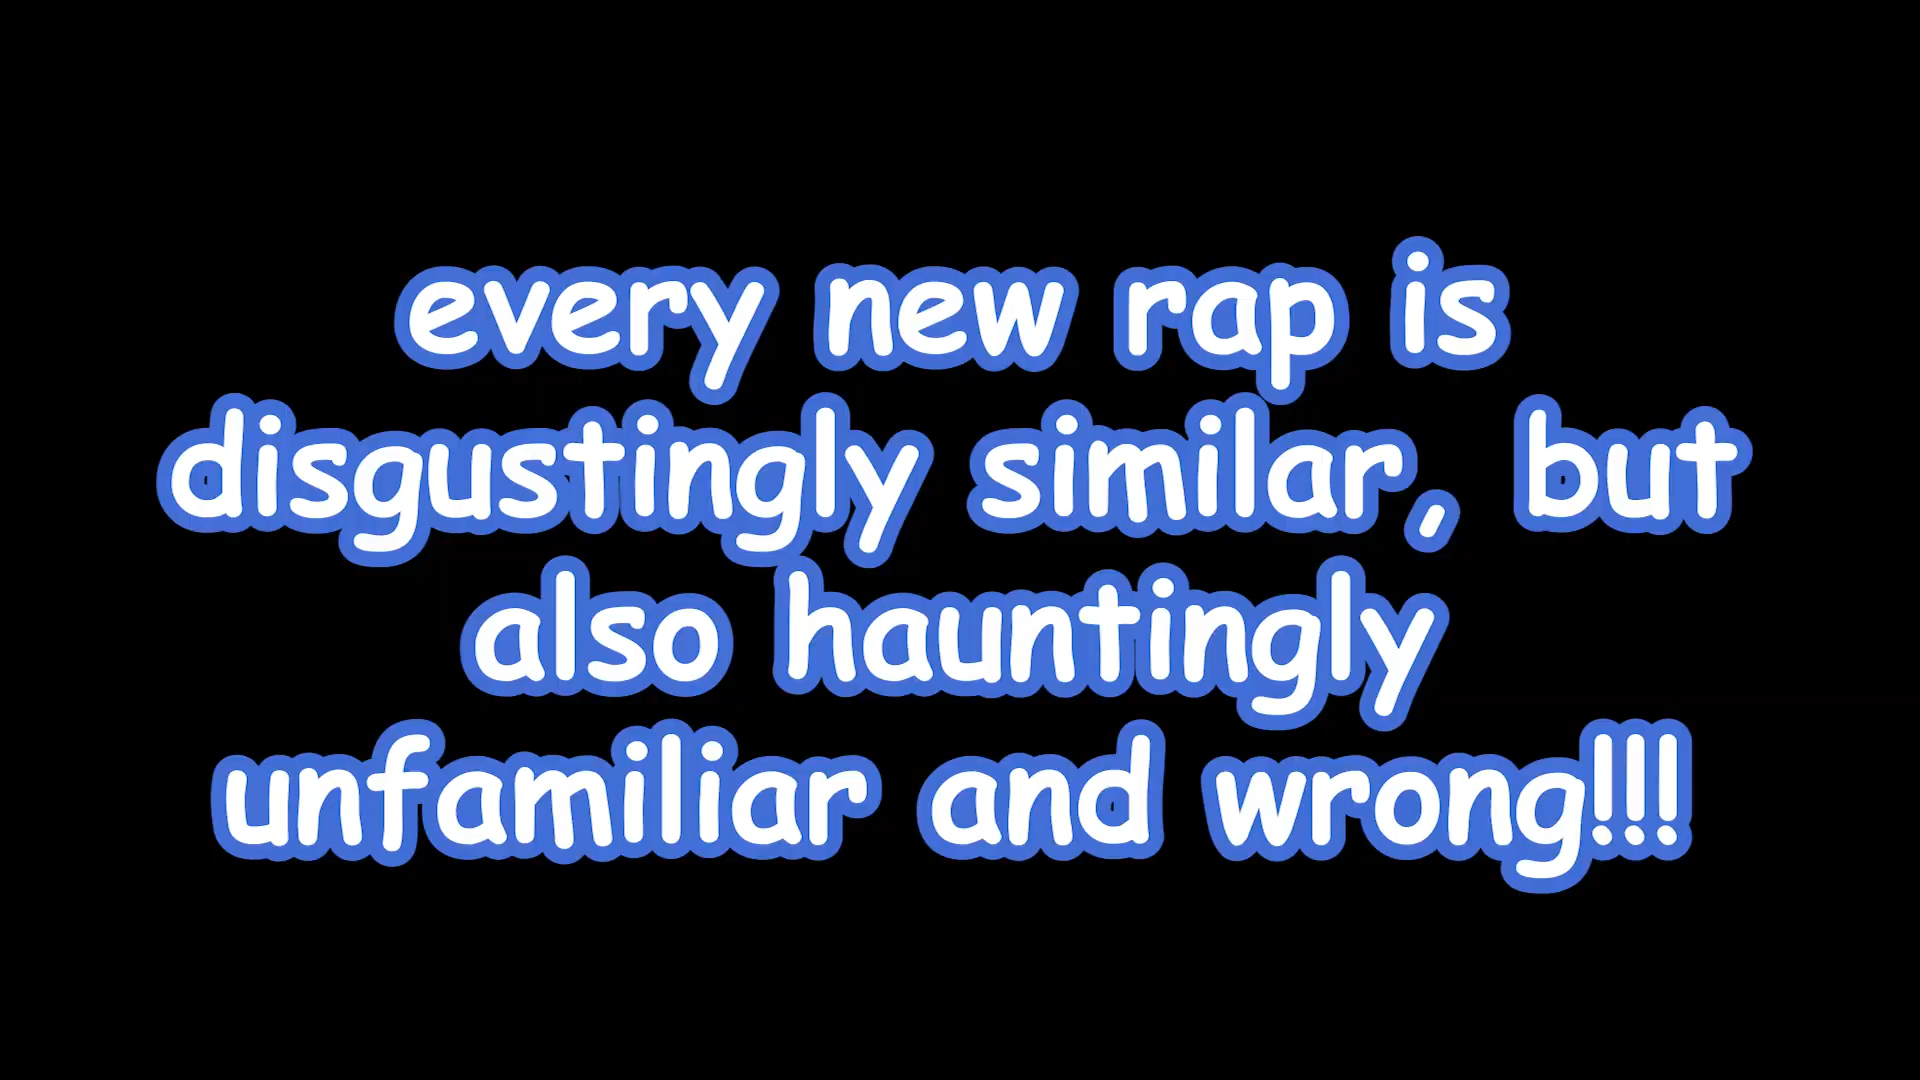 every new rap is
disgustingly similar, but
also hauntingly
unfamiliar and wrong!!!